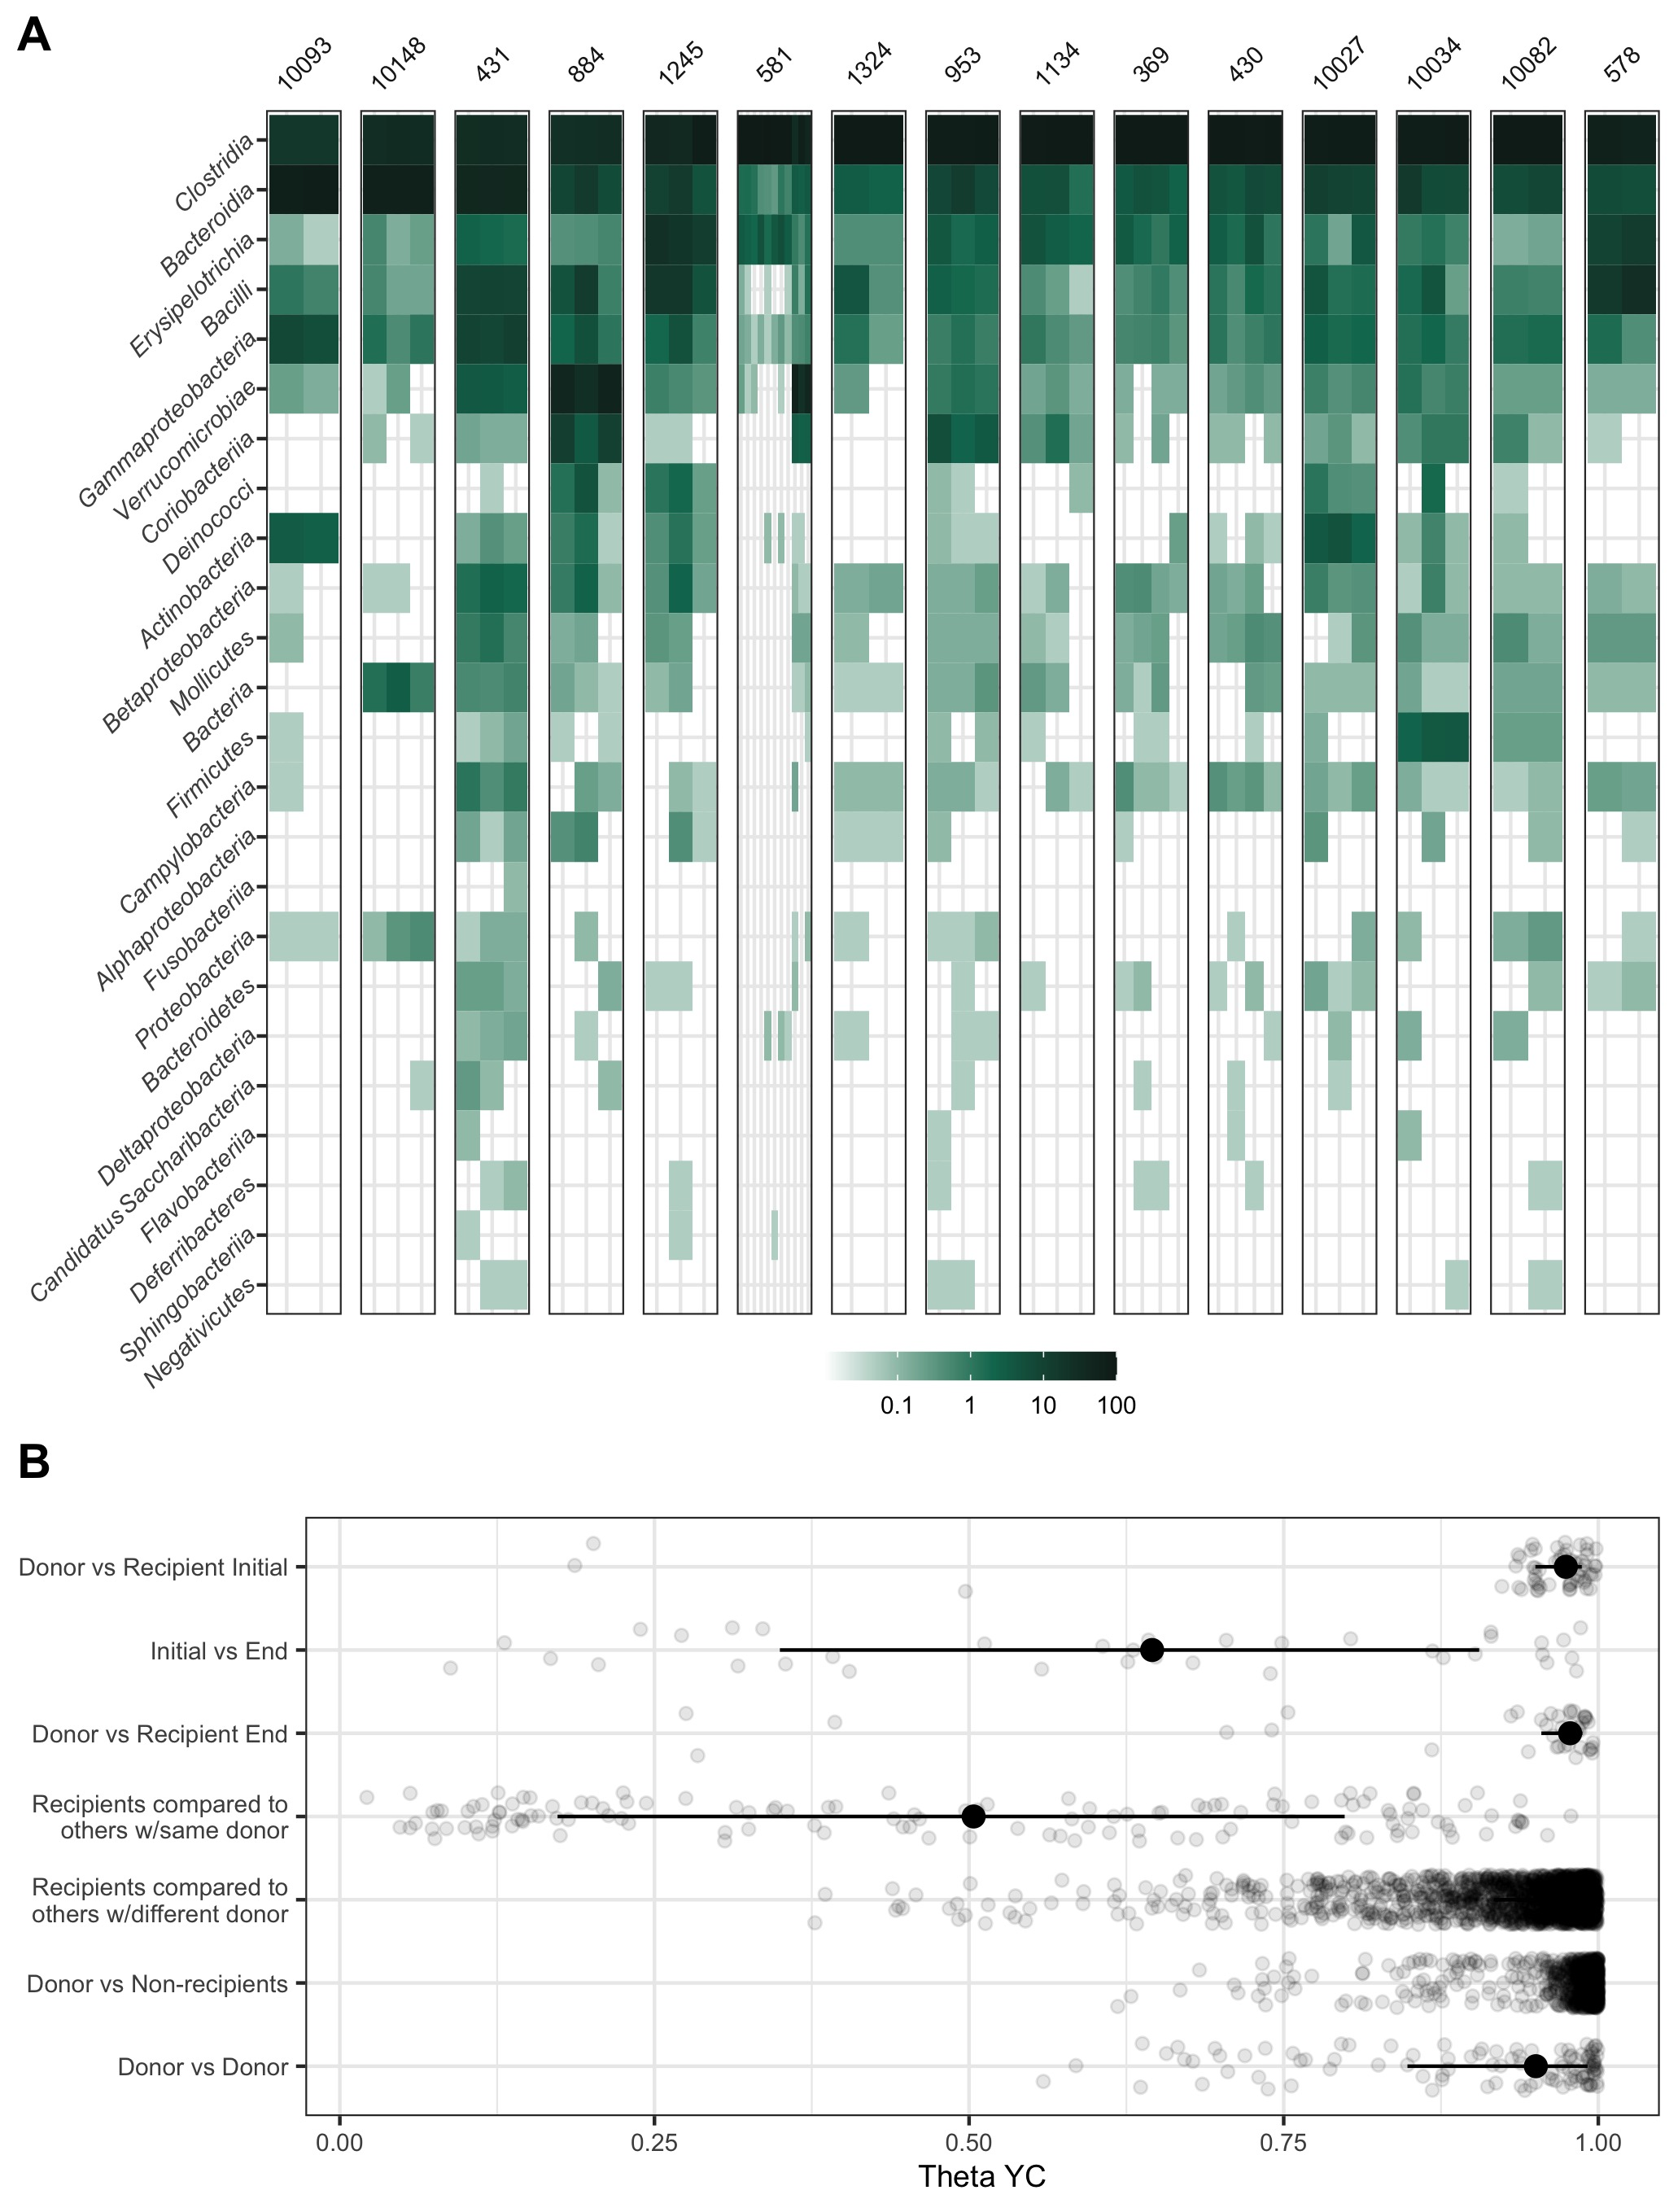 A
10093 10148 431 884 1245 581 1324 953 1134 369 430 10027 10034 10082 578
Clostridia
Bacteroidia
Erysipelotrichia
Bacilli
Gammaproteobacteria
Verrucomicrobiae
Coriobacteriia
Deinococci
Actinobacteria
Betaproteobacteria
Mollicutes
Bacteria
Firmicutes
Campylobacteria
Alphaproteobacteria
Fusobacteriia
Proteobacteria
Bacteroidetes
Deltaproteobacteria
Candidatus Saccharibacteria
Flavobacteriia
Deferribacteres
Sphingobacteriia
Negativicutes
0.1 1 10 100
B
Donor vs Recipient Initial
Initial vs End
Donor vs Recipient End
Recipients compared to
others w/same donor
Recipients compared to
others w/different donor
Donor vs Non-recipients
Donor vs Donor
0.00 0.25 0.50 0.75 1.00
Theta YC